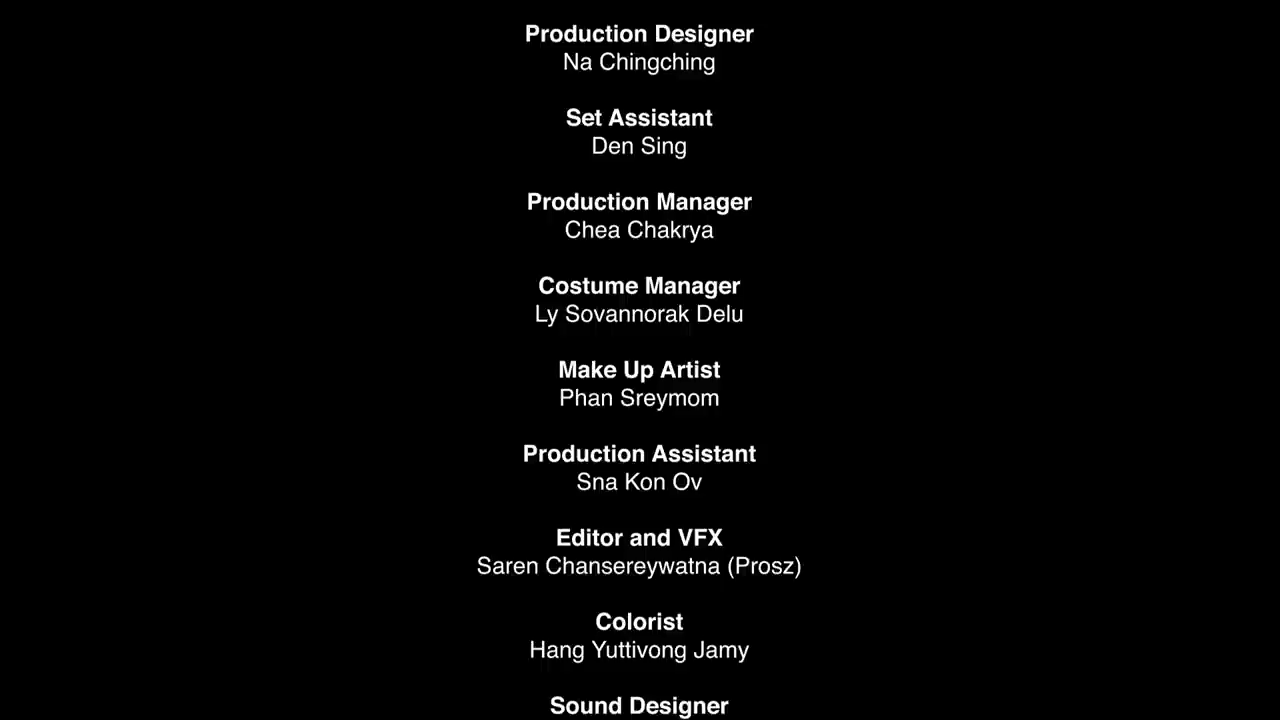 Production Designer
Na Chingching
Set Assistant
Den Sing
Production Manager
Chea Chakrya
Costume Manager
Ly Sovannorak Delu
Make Up Artist
Phan Sreymom
Production Assistant
Sna Kon Ov
Editor and VFX
Saren Chansereywatna (Prosz)
Colorist
Hang Yuttivong Jamy
Sound Designer